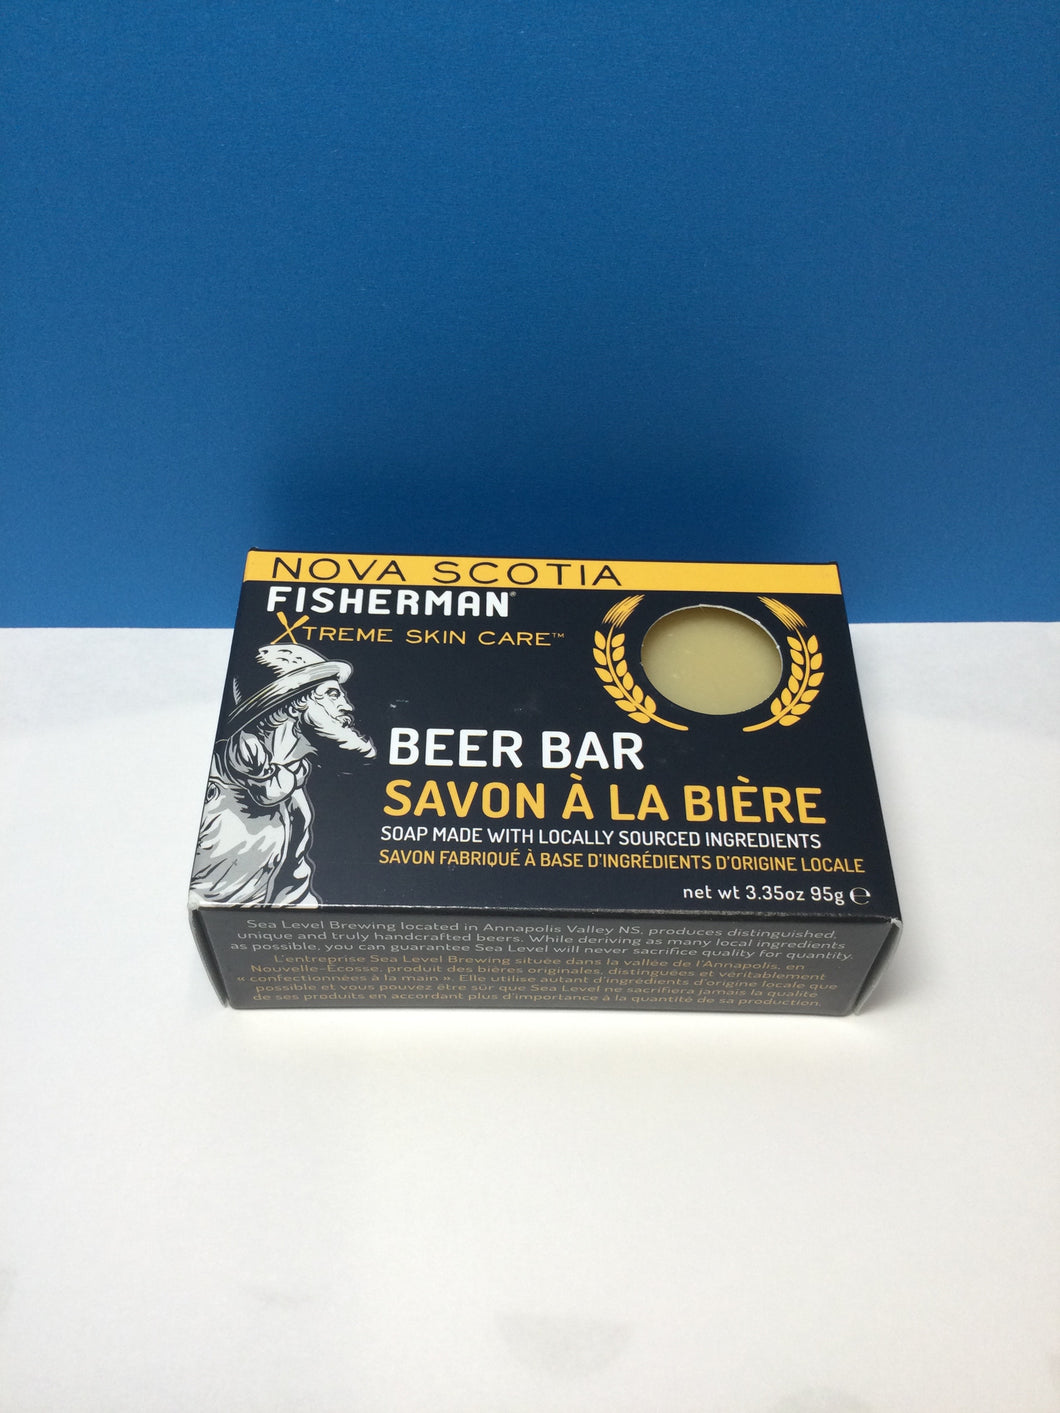 NOVA SCOTIA
FISHERMAN®
XTREME SKIN CARE™
BEER BAR
SAVON À LA BIÈRE
SOAP MADE WITH LOCALLY SOURCED INGREDIENTS
SAVON FABRIQUÉ À BASE D'INGRÉDIENTS D'ORIGINE LOCALE
net wt 3.35oz 95g ℮
Sea Level Brewing located in Annapolis Valley NS, produces distinguished,
unique and truly handcrafted beers. While deriving as many local ingredients
as possible, you can guarantee Sea Level will never sacrifice quality for quantity.
L'entreprise Sea Level Brewing située dans la vallée de l'Annapolis, en
Nouvelle-Écosse, produit des bières originales, distinguées et véritablement
« confectionnées à la main ». Elle utilise autant d'ingrédients d'origine locale que
possible et vous pouvez être sûr que Sea Level ne sacrifiera jamais la qualité
de ses produits en accordant plus d'importance à la quantité de sa production.